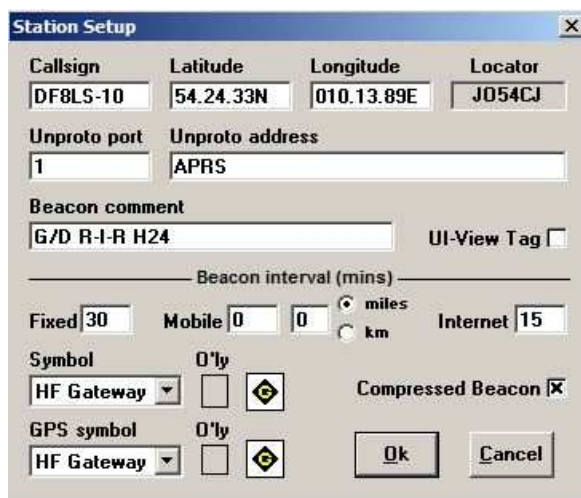 Station Setup
Callsign Latitude Longitude Locator
DF8LS-10 54.24.33N 010.13.89E JO54CJ
Unproto port Unproto address
1 APRS
Beacon comment
G/D R-I-R H24 UI-View Tag
Beacon interval (mins)
Fixed 30 Mobile 0 0 miles km Internet 15
Symbol O'ly
HF Gateway G Compressed Beacon
GPS symbol O'ly
HF Gateway G Ok Cancel